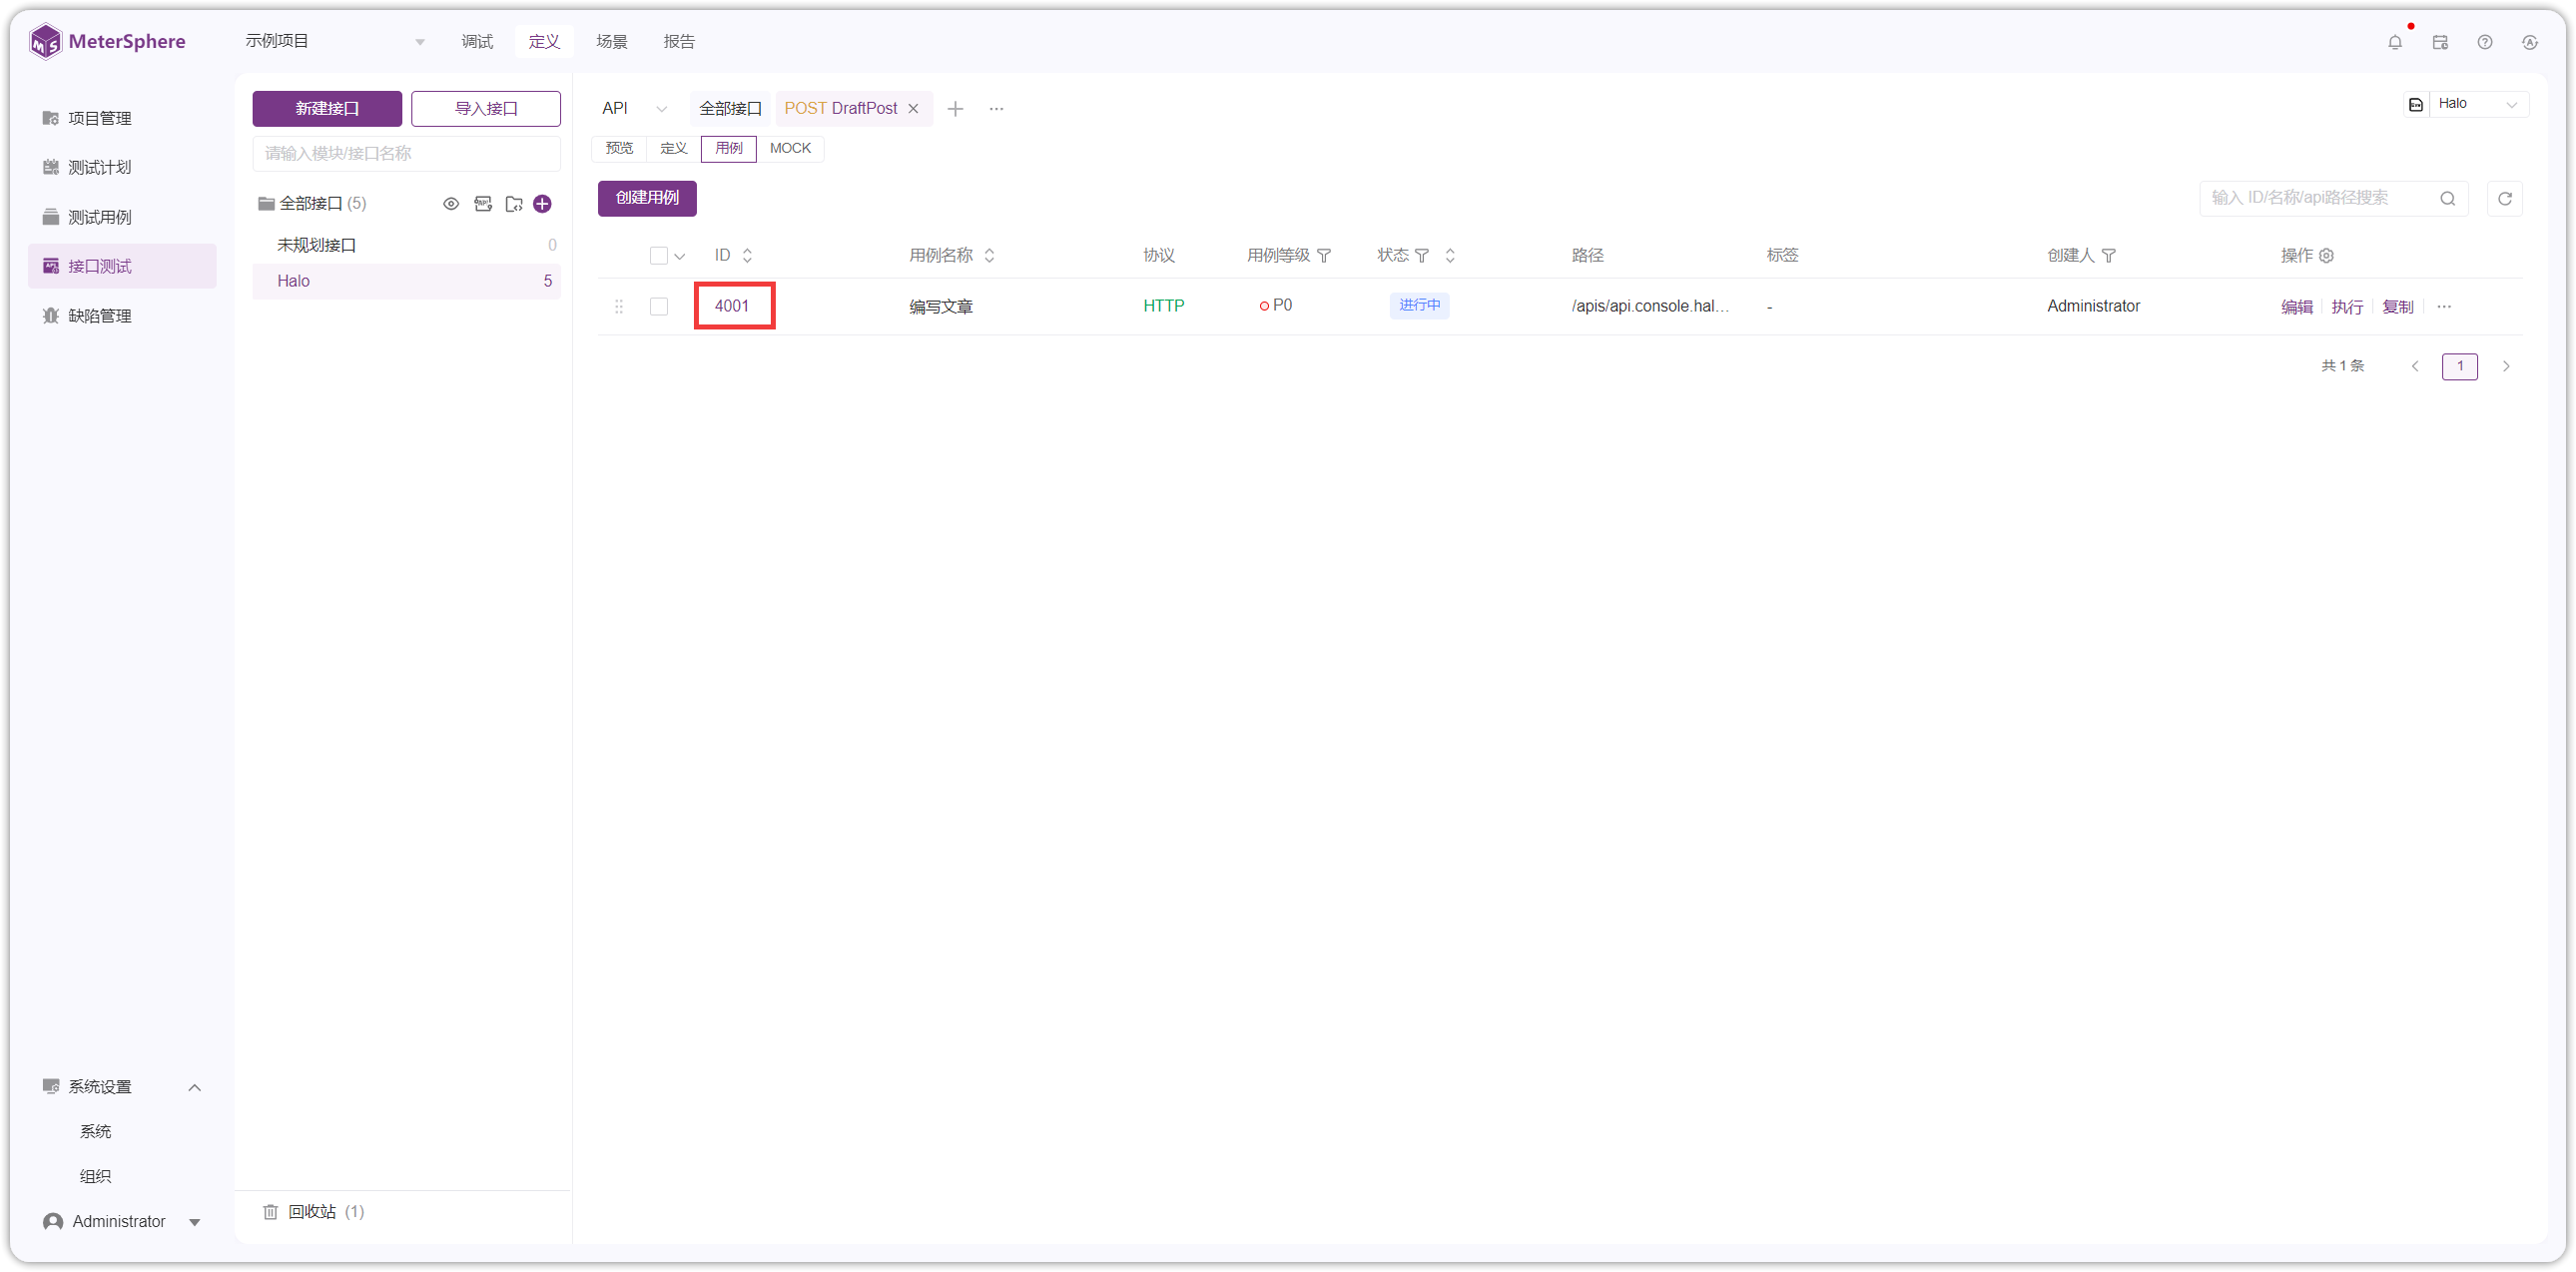 MeterSphere
示例项目
调试 定义 场景 报告
项目管理
测试计划
测试用例
接口测试
缺陷管理
系统设置
系统
组织
Administrator
新建接口 导入接口
请输入模块/接口名称
全部接口 (5)
未规划接口 0
Halo 5
回收站 (1)
API 全部接口 POST DraftPost
Halo
预览 定义 用例 MOCK
创建用例
输入 ID/名称/api路径搜索
ID 用例名称 协议 用例等级 状态 路径 标签 创建人 操作
4001 编写文章 HTTP P0 进行中 /apis/api.console.hal... - Administrator 编辑 执行 复制
共 1 条 1